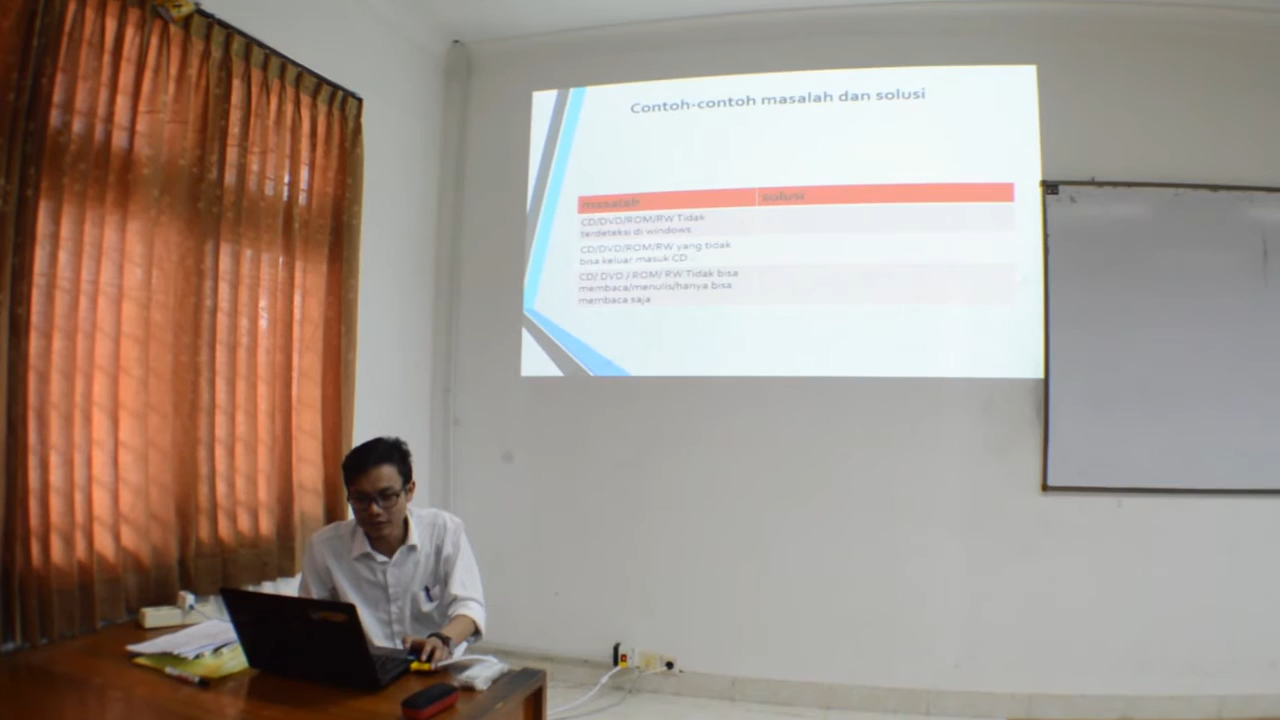 Contoh-contoh masalah dan solusi
masalah solusi
CD/DVD/ROM/RW Tidak
terdeteksi di windows
CD/DVD/ROM/RW yang tidak
bisa keluar masuk CD
CD/ DVD / ROM/ RW Tidak bisa
membaca/menulis/hanya bisa
membaca saja